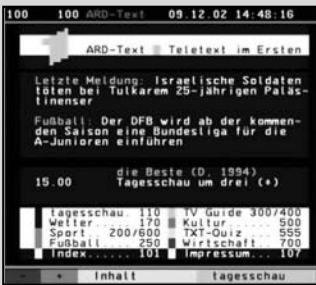 100 100 ARD-Text 09.12.02 14:48:16
ARD-Text Teletext im Ersten
Letzte Meldung: Israelische Soldaten
töten bei Tulkarem 25-jährigen Paläs-
tinenser
Fußball: Der DFB wird ab der kommen-
den Saison eine Bundesliga für die
A-Junioren einführen
die Beste (D, 1994)
15.00 Tagesschau um drei (*)
tagesschau. 110 TV Guide 300/400
Wetter..... 170 Kultur...... 500
Sport.. 200/600 TXT-Quiz.... 555
Fußball.... 250 Wirtschaft.. 700
Index...... 101 Impressum... 107
- + Inhalt tagesschau